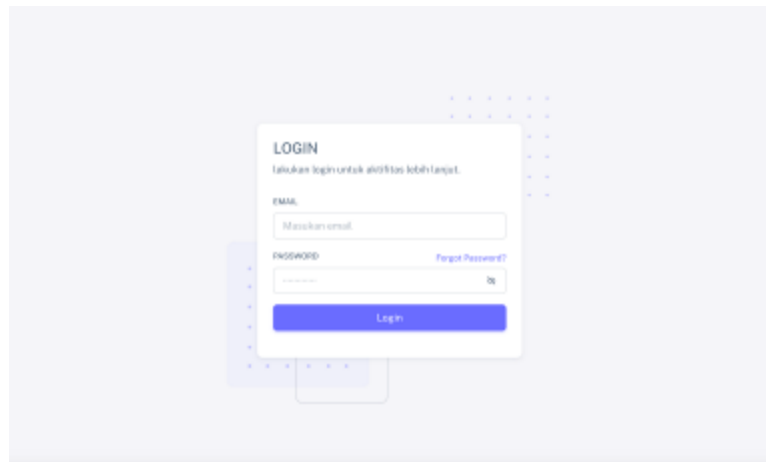 LOGIN
lakukan login untuk aktifitas lebih lanjut.
EMAIL
Masukan email
PASSWORD Forgot Password?
Login